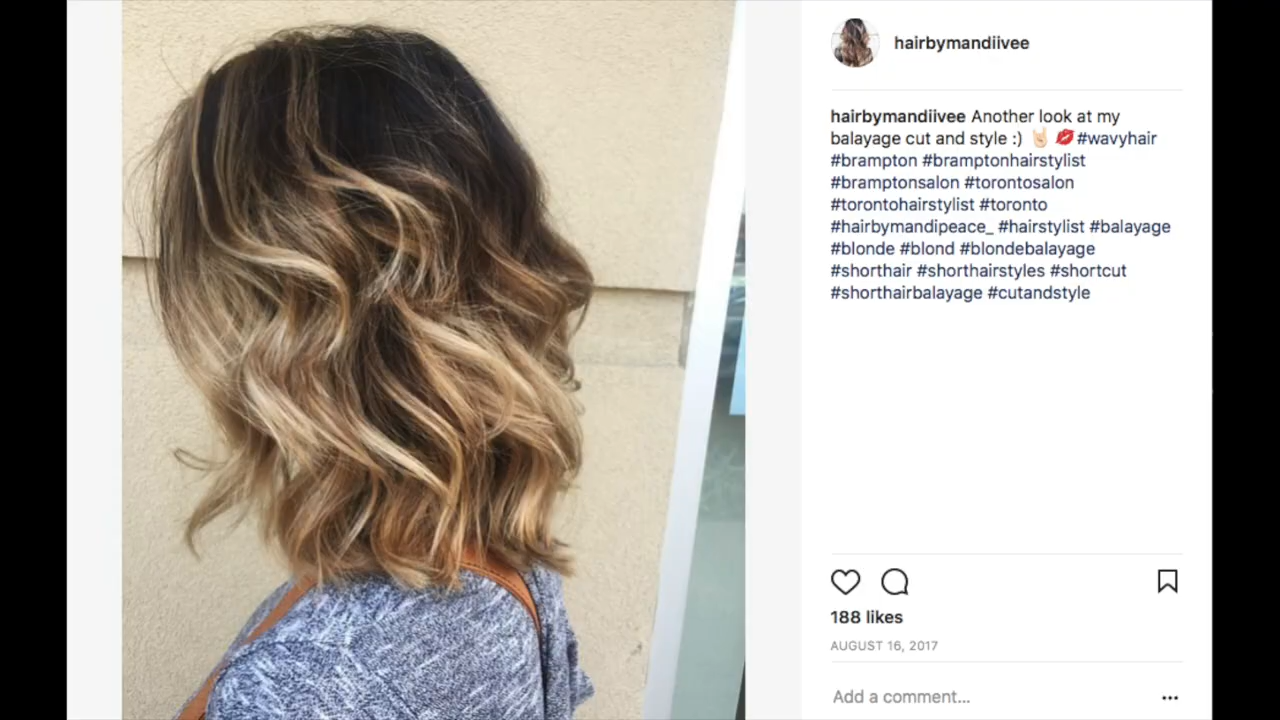 hairbymandiivee
hairbymandiivee Another look at my
balayage cut and style :) 🤘🏻 💋 #wavyhair
#brampton #bramptonhairstylist
#bramptonsalon #torontosalon
#torontohairstylist #toronto
#hairbymandipeace_ #hairstylist #balayage
#blonde #blond #blondebalayage
#shorthair #shorthairstyles #shortcut
#shorthairbalayage #cutandstyle
188 likes
AUGUST 16, 2017
Add a comment...